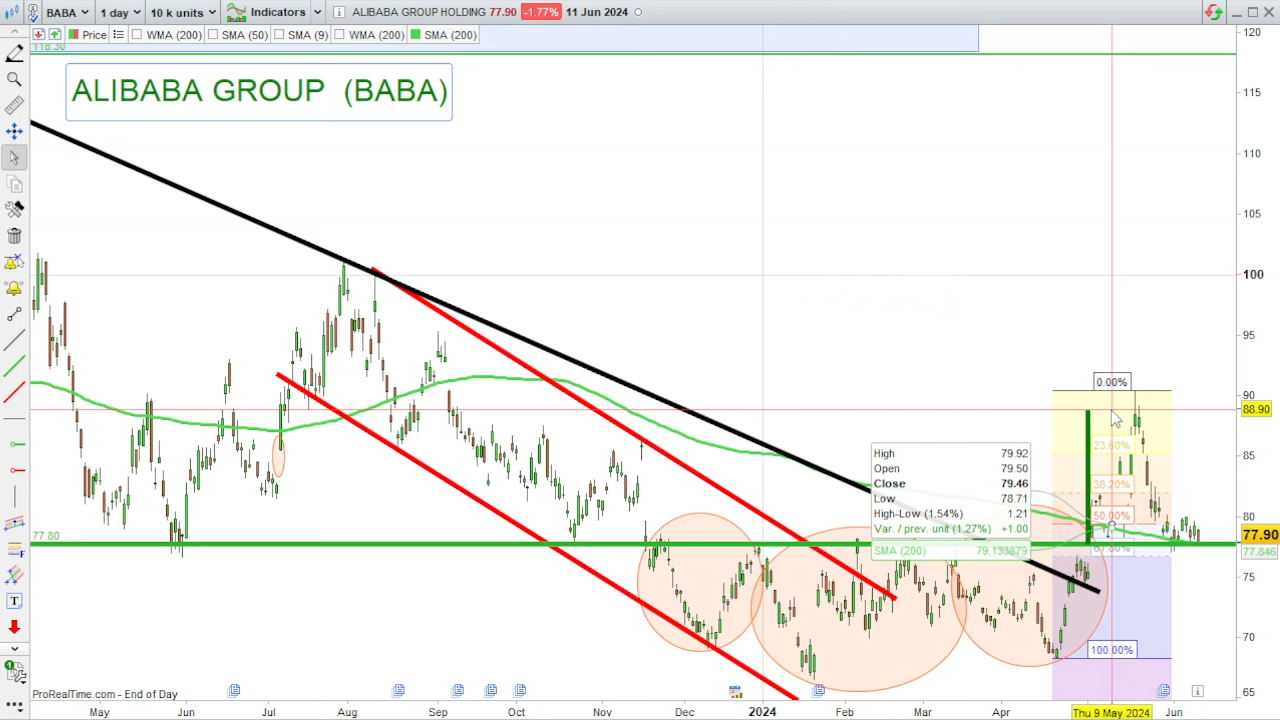 BABA 1 day 10 k units Indicators ALIBABA GROUP HOLDING 77.90 -1.77% 11 Jun 2024
Price WMA (200) SMA (50) SMA (9) WMA (200) SMA (200)
118.30
ALIBABA GROUP (BABA)
120
115
110
105
100
95
90
88.90
85
80
77.90
77.846
75
70
65
0.00%
23.60%
38.20%
50.00%
61.80%
100.00%
High 79.92
Open 79.50
Close 79.46
Low 78.71
High-Low (1.54%) 1.21
Var. / prev. unit (1.27%) +1.00
SMA (200) 79.133879
77.80
ProRealTime.com - End of Day
May Jun Jul Aug Sep Oct Nov Dec 2024 Feb Mar Apr Thu 9 May 2024 Jun